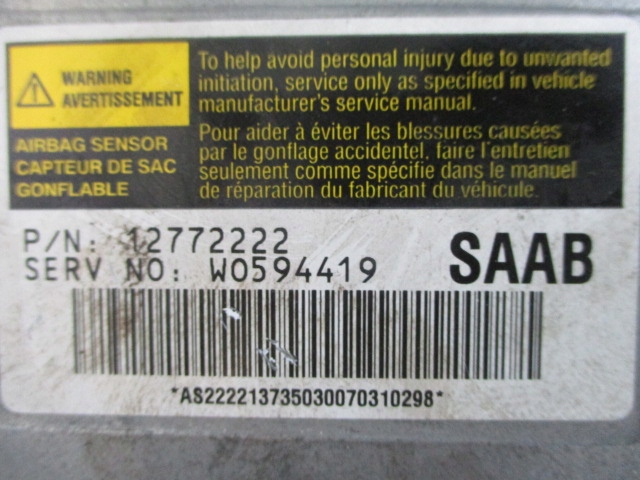 WARNING
AVERTISSEMENT
AIRBAG SENSOR
CAPTEUR DE SAC
GONFLABLE
To help avoid personal injury due to unwanted
initiation, service only as specified in vehicle
manufacturer's service manual.
Pour aider à éviter les blessures causées
par le gonflage accidentel, faire l'entretien
seulement comme spécifie dans le manuel
de réparation du fabricant du véhicule.
P/N: 12772222
SERV NO: W0594419
SAAB
*AS222213735030070310298*